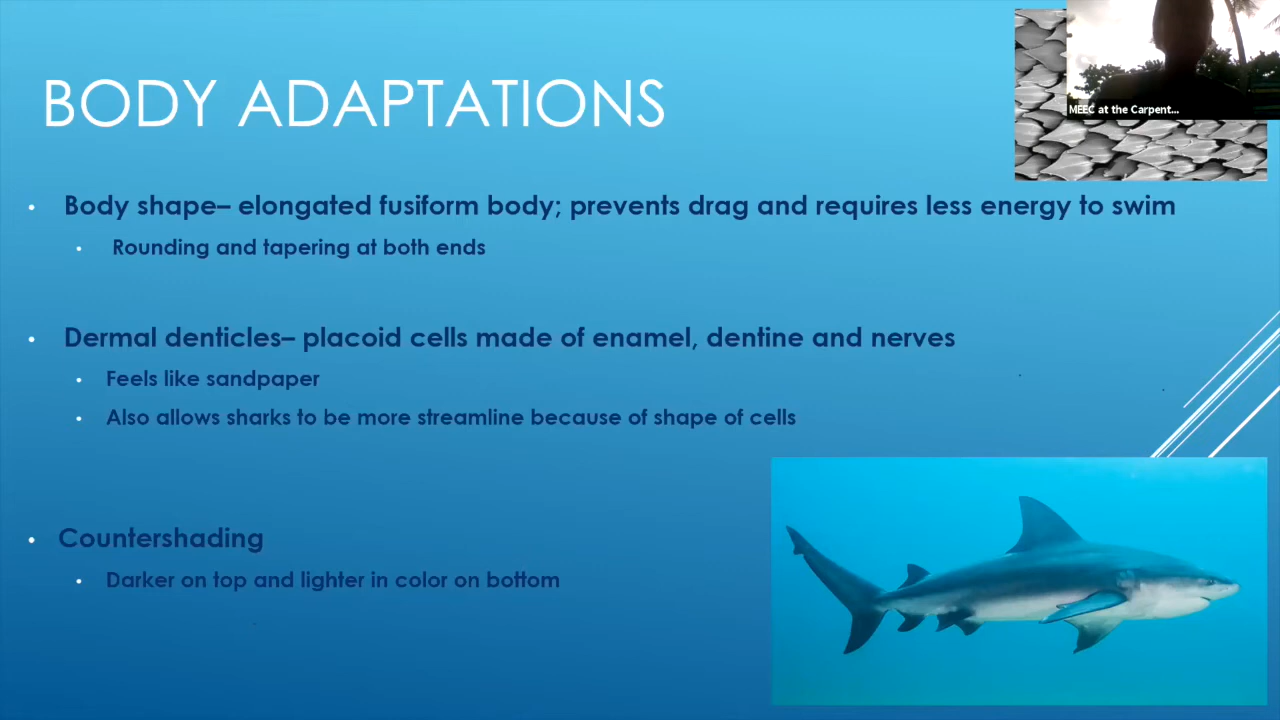 MEEC at the Carpent...
BODY ADAPTATIONS
• Body shape– elongated fusiform body; prevents drag and requires less energy to swim
• Rounding and tapering at both ends
• Dermal denticles– placoid cells made of enamel, dentine and nerves
• Feels like sandpaper
• Also allows sharks to be more streamline because of shape of cells
• Countershading
• Darker on top and lighter in color on bottom